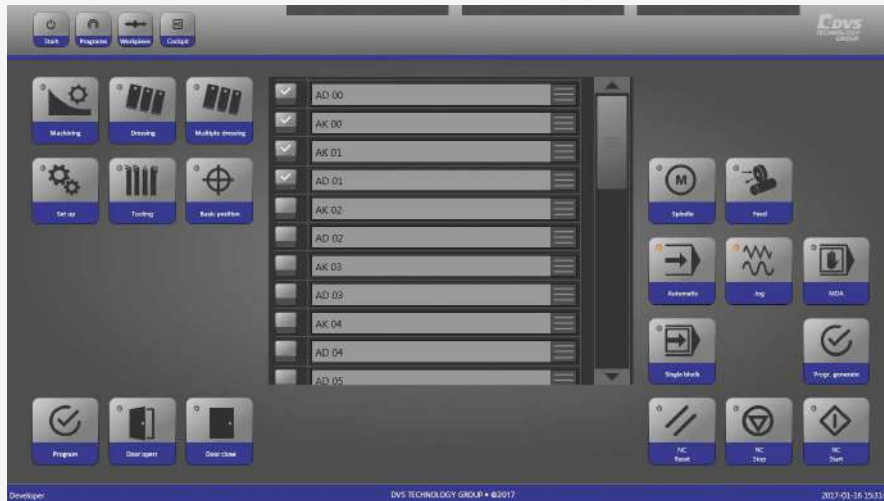 Start
Programs
Workpiece
Cockpit
DVS
TECHNOLOGY
GROUP
Machining
Dressing
Multiple dressing
Set up
Tooling
Basic position
AD 00
AK 00
AK 01
AD 01
AK 02
AD 02
AK 03
AD 03
AK 04
AD 04
AD 05
M
Spindle
Feed
Automatic
Jog
MDA
Single block
Progr. generate
Program
Door open
Door close
NC
Reset
NC
Stop
NC
Start
Developer
DVS TECHNOLOGY GROUP • ©2017
2017-01-16 15:31